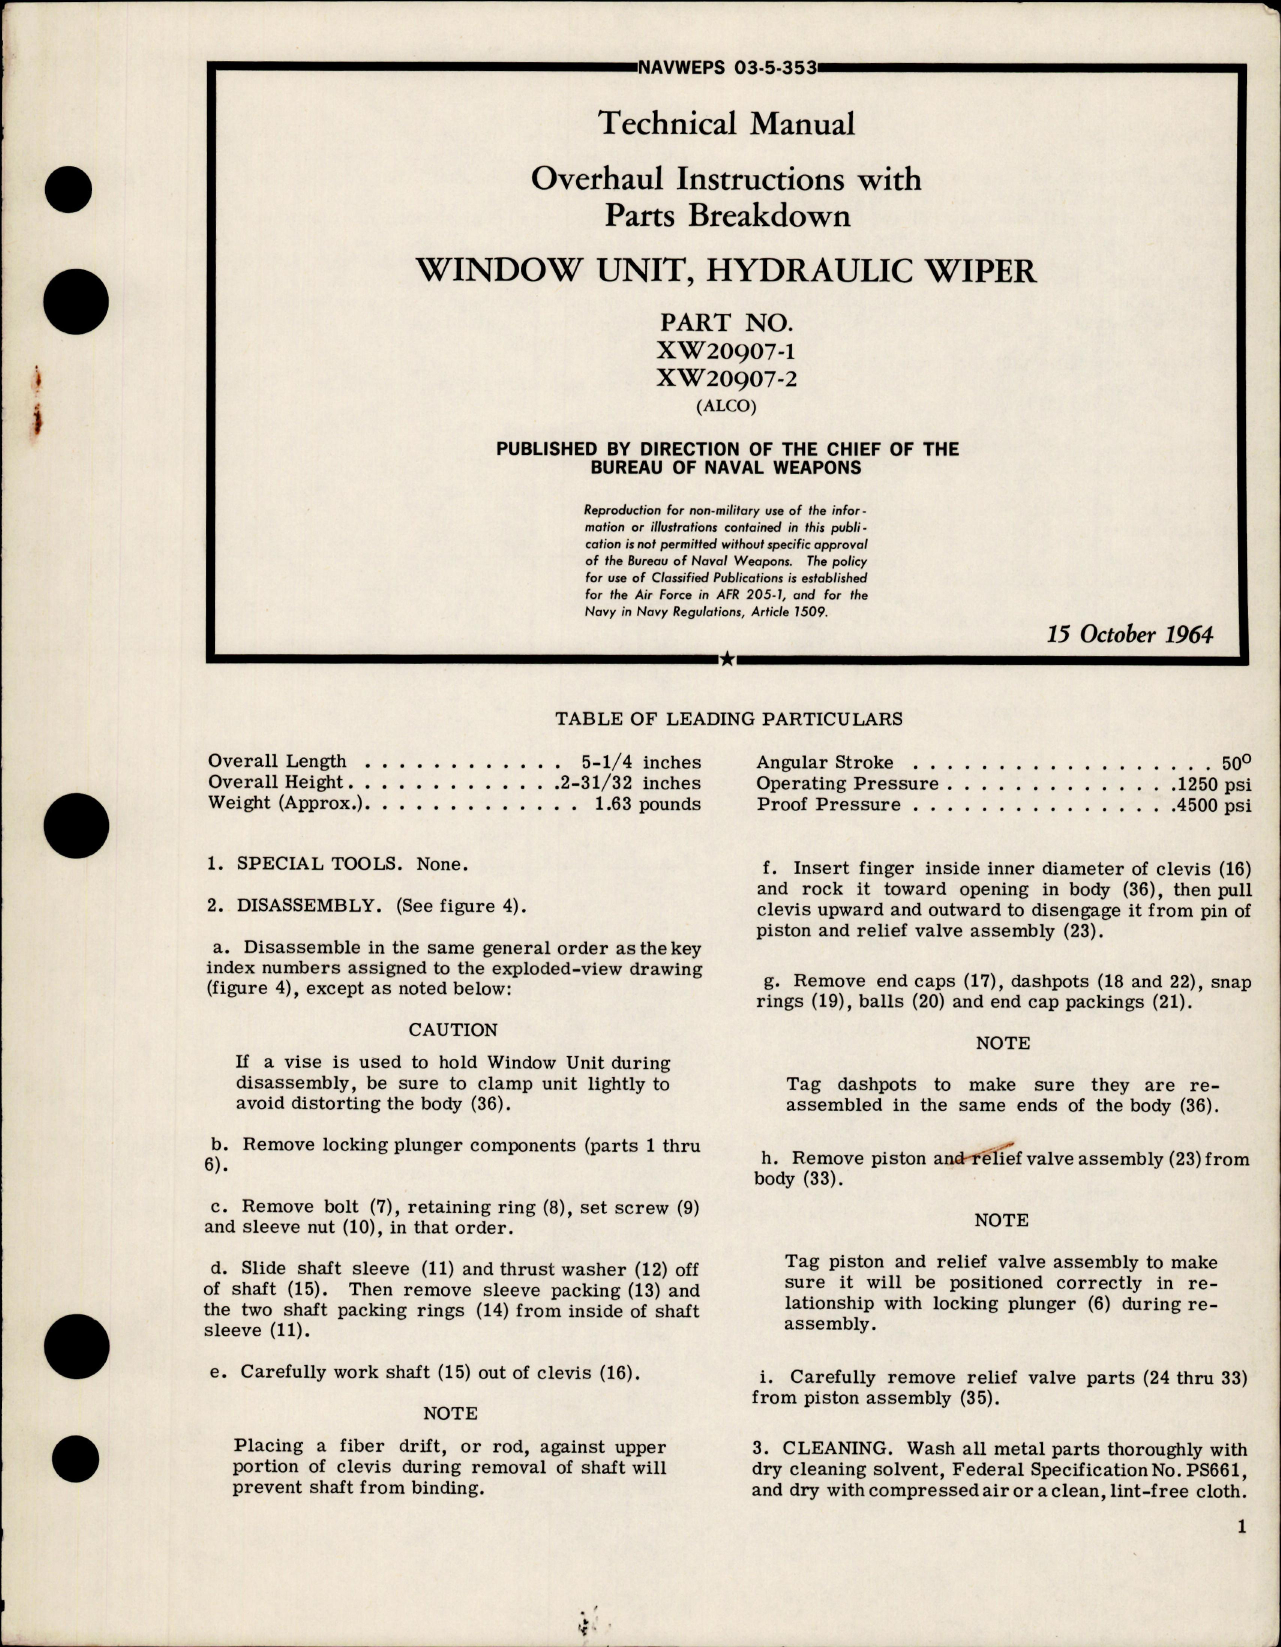 NAVWEPS 03-5-353
Technical Manual
Overhaul Instructions with
Parts Breakdown
WINDOW UNIT, HYDRAULIC WIPER
PART NO.
XW20907-1
XW20907-2
(ALCO)
PUBLISHED BY DIRECTION OF THE CHIEF OF THE
BUREAU OF NAVAL WEAPONS
Reproduction for non-military use of the infor-
mation or illustrations contained in this publi-
cation is not permitted without specific approval
of the Bureau of Naval Weapons. The policy
for use of Classified Publications is established
for the Air Force in AFR 205-1, and for the
Navy in Navy Regulations, Article 1509.
15 October 1964
TABLE OF LEADING PARTICULARS
Overall Length . . . . . . . . . . . . 5-1/4 inches
Overall Height. . . . . . . . . . . . .2-31/32 inches
Weight (Approx.). . . . . . . . . . . . . 1.63 pounds
Angular Stroke . . . . . . . . . . . . . . . . . . 50°
Operating Pressure . . . . . . . . . . . . . .1250 psi
Proof Pressure . . . . . . . . . . . . . . . .4500 psi
1. SPECIAL TOOLS. None.
2. DISASSEMBLY. (See figure 4).
a. Disassemble in the same general order as the key
index numbers assigned to the exploded-view drawing
(figure 4), except as noted below:
CAUTION
If a vise is used to hold Window Unit during
disassembly, be sure to clamp unit lightly to
avoid distorting the body (36).
b. Remove locking plunger components (parts 1 thru
6).
c. Remove bolt (7), retaining ring (8), set screw (9)
and sleeve nut (10), in that order.
d. Slide shaft sleeve (11) and thrust washer (12) off
of shaft (15). Then remove sleeve packing (13) and
the two shaft packing rings (14) from inside of shaft
sleeve (11).
e. Carefully work shaft (15) out of clevis (16).
NOTE
Placing a fiber drift, or rod, against upper
portion of clevis during removal of shaft will
prevent shaft from binding.
f. Insert finger inside inner diameter of clevis (16)
and rock it toward opening in body (36), then pull
clevis upward and outward to disengage it from pin of
piston and relief valve assembly (23).
g. Remove end caps (17), dashpots (18 and 22), snap
rings (19), balls (20) and end cap packings (21).
NOTE
Tag dashpots to make sure they are re-
assembled in the same ends of the body (36).
h. Remove piston and relief valve assembly (23) from
body (33).
NOTE
Tag piston and relief valve assembly to make
sure it will be positioned correctly in re-
lationship with locking plunger (6) during re-
assembly.
i. Carefully remove relief valve parts (24 thru 33)
from piston assembly (35).
3. CLEANING. Wash all metal parts thoroughly with
dry cleaning solvent, Federal Specification No. PS661,
and dry with compressed air or a clean, lint-free cloth.
1